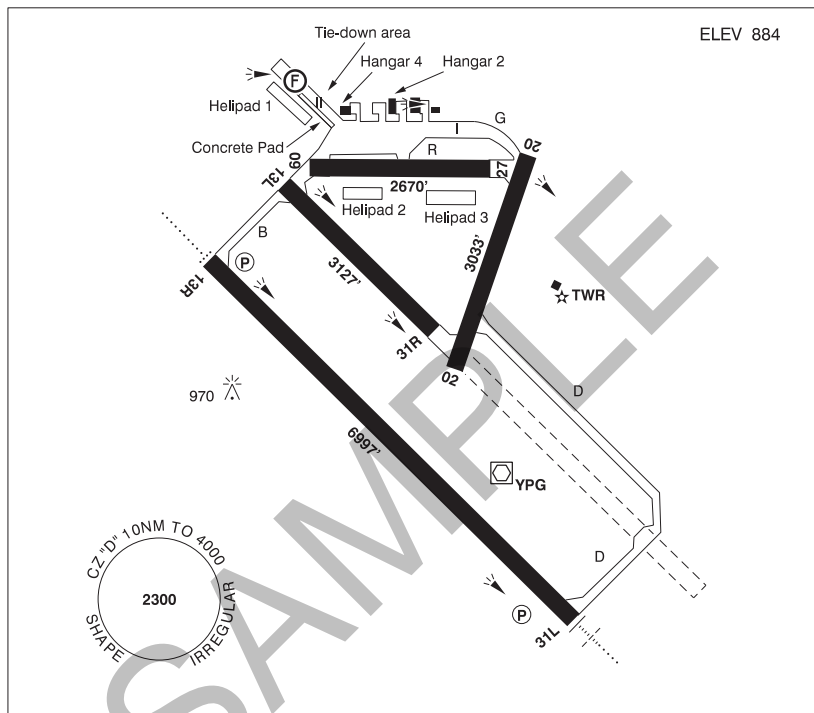 ELEV 884
Tie-down area
Hangar 4
Hangar 2
F
Helipad 1
II
Concrete Pad
I
G
R
09
27
20
2670'
13L
Helipad 2
Helipad 3
B
P
13R
3127'
3033'
TWR
31R
02
970
D
6997'
YPG
D
CZ "D" 10NM TO 4000
2300
SHAPE
IRREGULAR
P
31L
SAMPLE